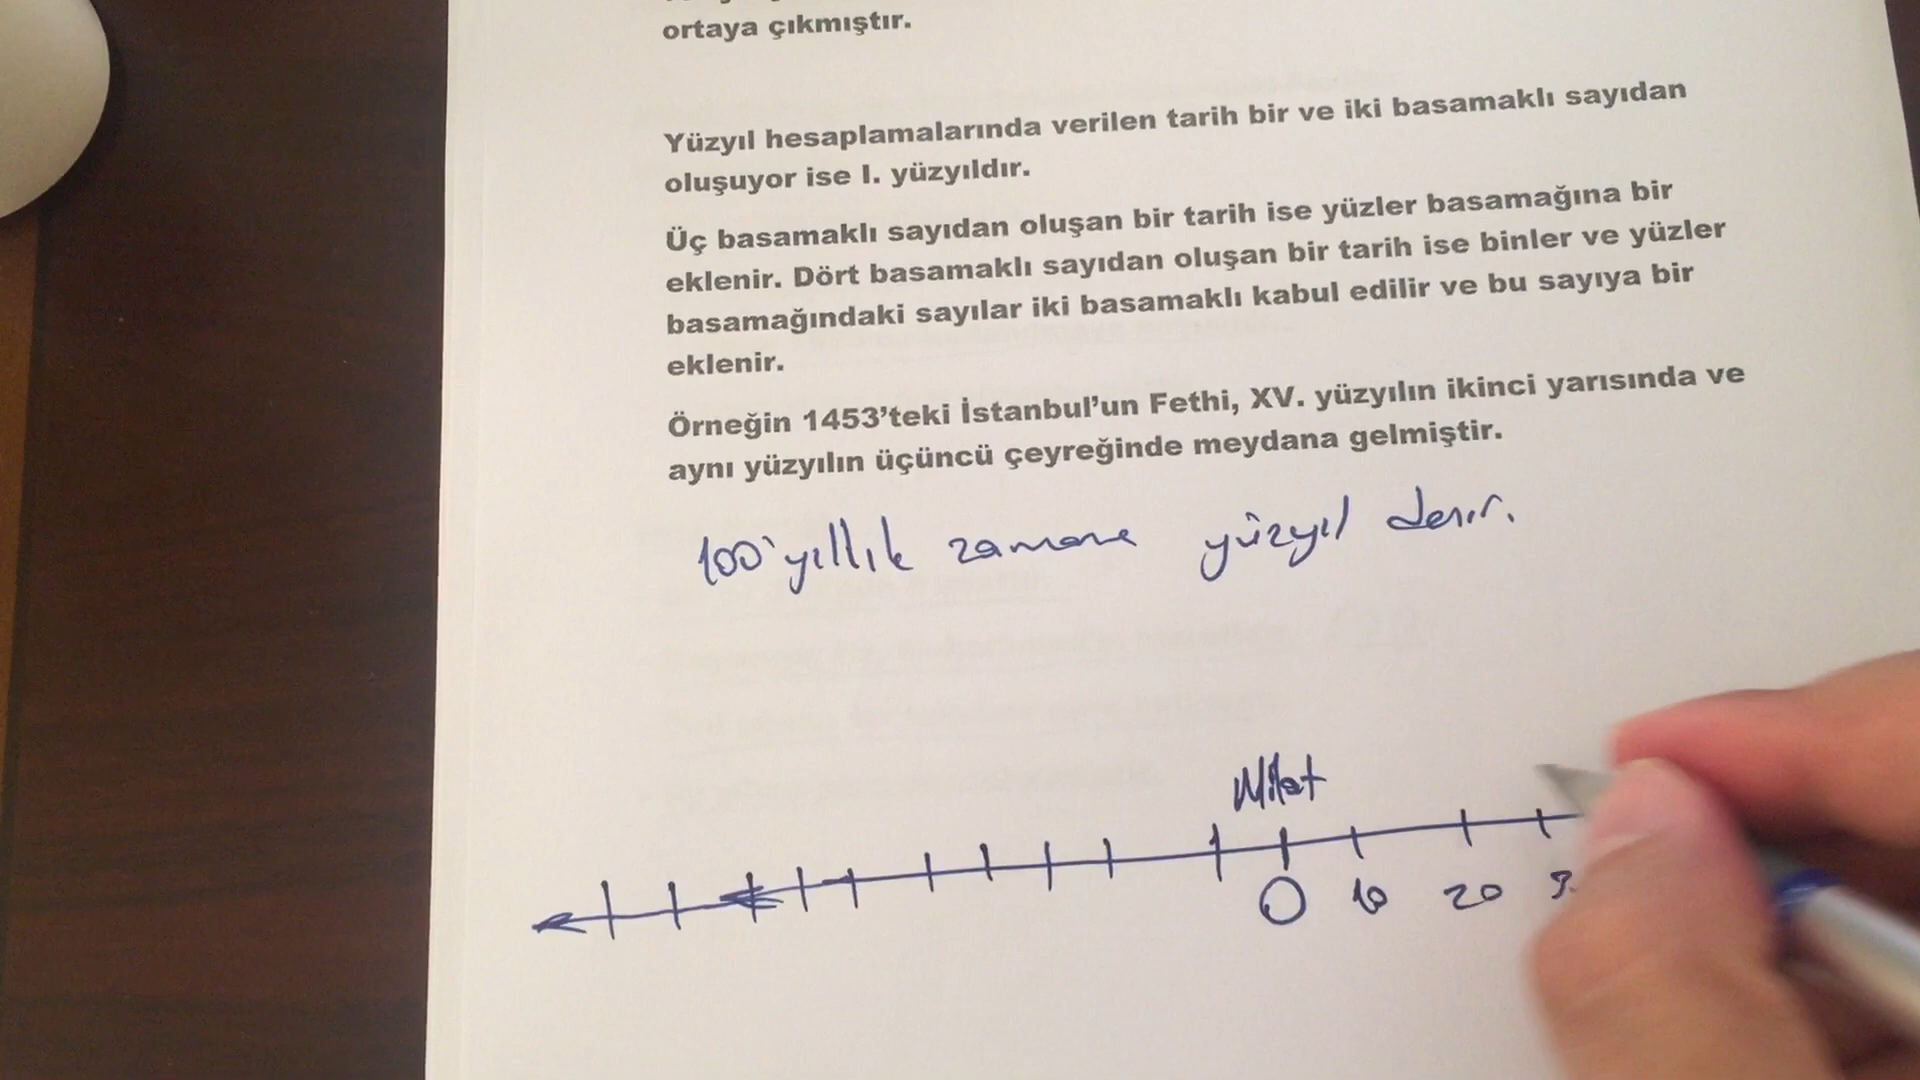 ortaya çıkmıştır.
Yüzyıl hesaplamalarında verilen tarih bir ve iki basamaklı sayıdan
oluşuyor ise I. yüzyıldır.
Üç basamaklı sayıdan oluşan bir tarih ise yüzler basamağına bir
eklenir. Dört basamaklı sayıdan oluşan bir tarih ise binler ve yüzler
basamağındaki sayılar iki basamaklı kabul edilir ve bu sayıya bir
eklenir.
Örneğin 1453’teki İstanbul’un Fethi, XV. yüzyılın ikinci yarısında ve
aynı yüzyılın üçüncü çeyreğinde meydana gelmiştir.
100 yıllık zamana yüzyıl denir.
Milat
0 10 20